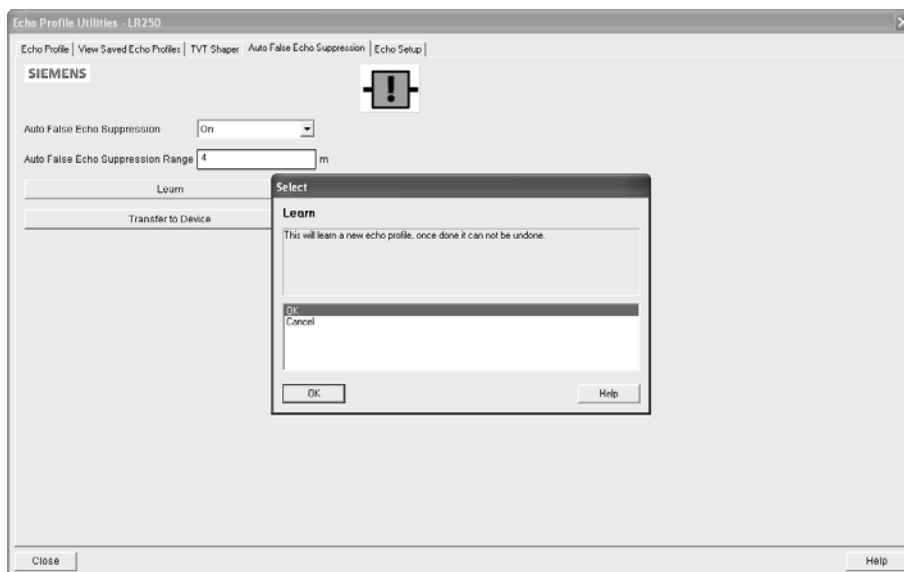 Echo Profile Utilities - LR250
Echo Profile View Saved Echo Profiles TVT Shaper Auto False Echo Suppression Echo Setup
SIEMENS
!
Auto False Echo Suppression On
Auto False Echo Suppression Range 4 m
Learn
Transfer to Device
Select
Learn
This will learn a new echo profile, once done it can not be undone.
OK
Cancel
OK Help
Close Help